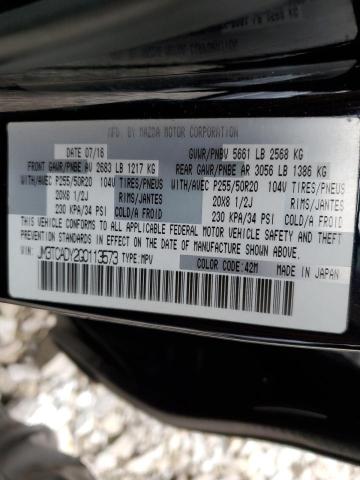 MFD. BY MAZDA MOTOR CORPORATION
DATE 07/16 GVWR/PNBV 5661 LB 2568 KG
FRONT GAWR/PNBE AV 2683 LB 1217 KG REAR GAWR/PNBE AR 3056 LB 1386 KG
WITH/AVEC P255/50R20 104V TIRES/PNEUS WITH/AVEC P255/50R20 104V TIRES/PNEUS
20X8 1/2J RIMS/JANTES 20X8 1/2J RIMS/JANTES
230 KPA/34 PSI COLD/A FROID 230 KPA/34 PSI COLD/A FROID
THIS VEHICLE CONFORMS TO ALL APPLICABLE FEDERAL MOTOR VEHICLE SAFETY AND
BUMPER STANDARDS IN EFFECT ON THE DATE OF MANUFACTURE SHOWN ABOVE.
VIN: JM3TCADY2G0113573 TYPE:MPV COLOR CODE:42M MADE IN JAPAN